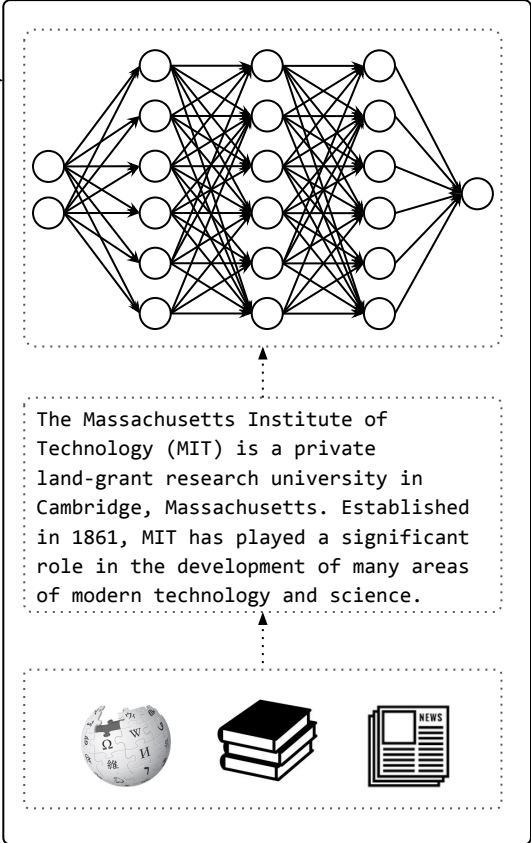 The Massachusetts Institute of
Technology (MIT) is a private
land-grant research university in
Cambridge, Massachusetts. Established
in 1861, MIT has played a significant
role in the development of many areas
of modern technology and science.
Ω
W
維
И
NEWS